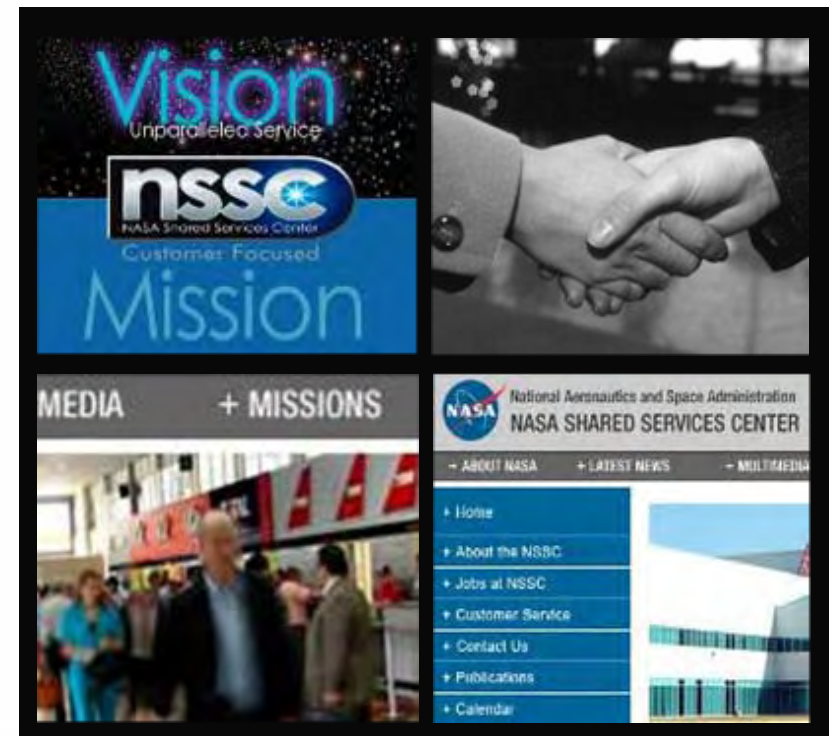 Vision
Unparalleled Service
nssc
NASA Shared Services Center
Customer Focused
Mission
MEDIA + MISSIONS
NASA
National Aeronautics and Space Administration
NASA SHARED SERVICES CENTER
+ ABOUT NASA + LATEST NEWS + MULTIMEDIA
+ Home
+ About the NSSC
+ Jobs at NSSC
+ Customer Service
+ Contact Us
+ Publications
+ Calendar